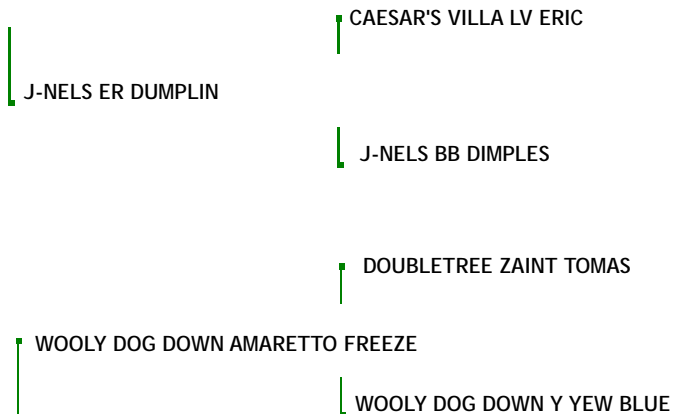 CAESAR'S VILLA LV ERIC
J-NELS ER DUMPLIN
J-NELS BB DIMPLES
DOUBLETREE ZAINT TOMAS
WOOLY DOG DOWN AMARETTO FREEZE
WOOLY DOG DOWN Y YEW BLUE